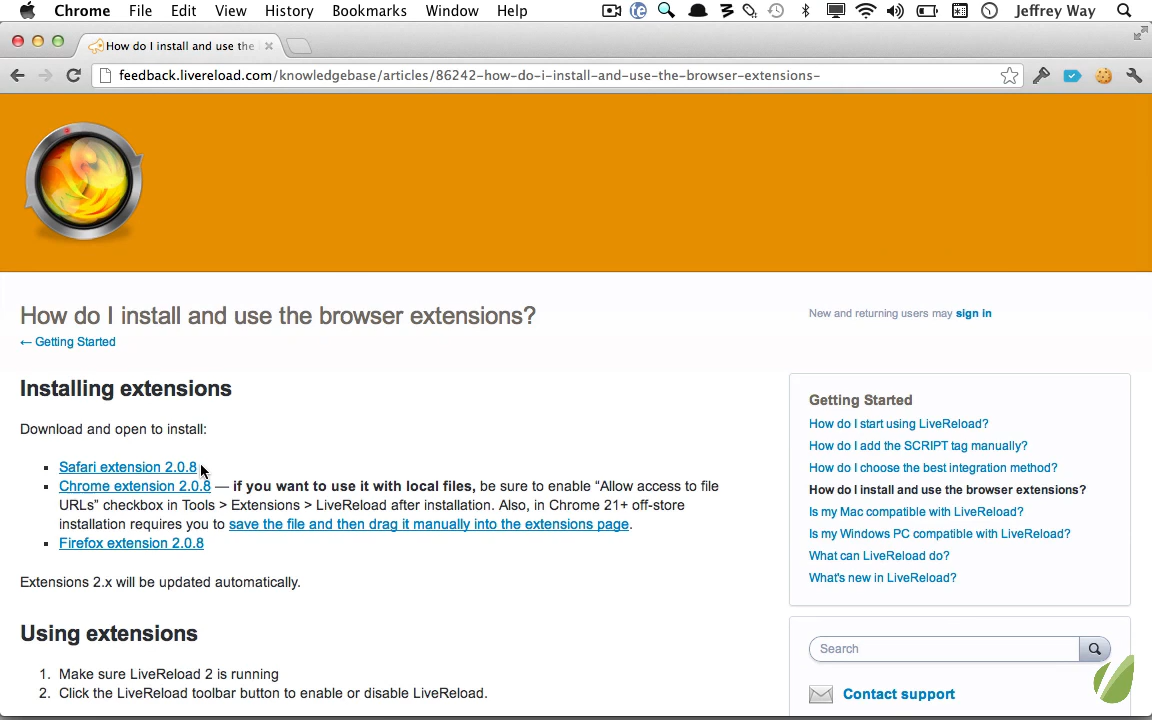 Chrome File Edit View History Bookmarks Window Help Jeffrey Way
How do I install and use the
feedback.livereload.com/knowledgebase/articles/86242-how-do-i-install-and-use-the-browser-extensions-
How do I install and use the browser extensions?
New and returning users may sign in
← Getting Started
Installing extensions
Download and open to install:
Safari extension 2.0.8
Chrome extension 2.0.8 — if you want to use it with local files, be sure to enable “Allow access to file
URLs” checkbox in Tools > Extensions > LiveReload after installation. Also, in Chrome 21+ off-store
installation requires you to save the file and then drag it manually into the extensions page.
Firefox extension 2.0.8
Extensions 2.x will be updated automatically.
Using extensions
1. Make sure LiveReload 2 is running
2. Click the LiveReload toolbar button to enable or disable LiveReload.
Getting Started
How do I start using LiveReload?
How do I add the SCRIPT tag manually?
How do I choose the best integration method?
How do I install and use the browser extensions?
Is my Mac compatible with LiveReload?
Is my Windows PC compatible with LiveReload?
What can LiveReload do?
What's new in LiveReload?
Search
Contact support